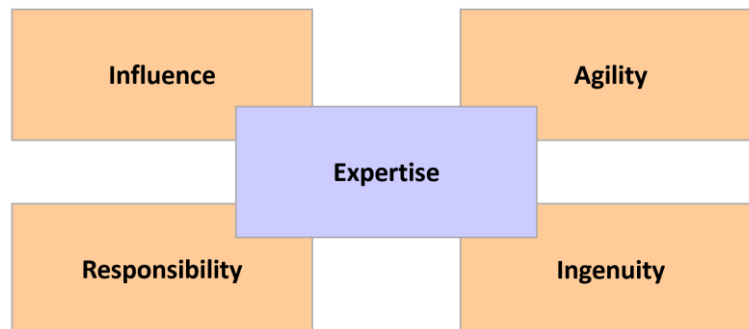 Influence
Agility
Expertise
Responsibility
Ingenuity